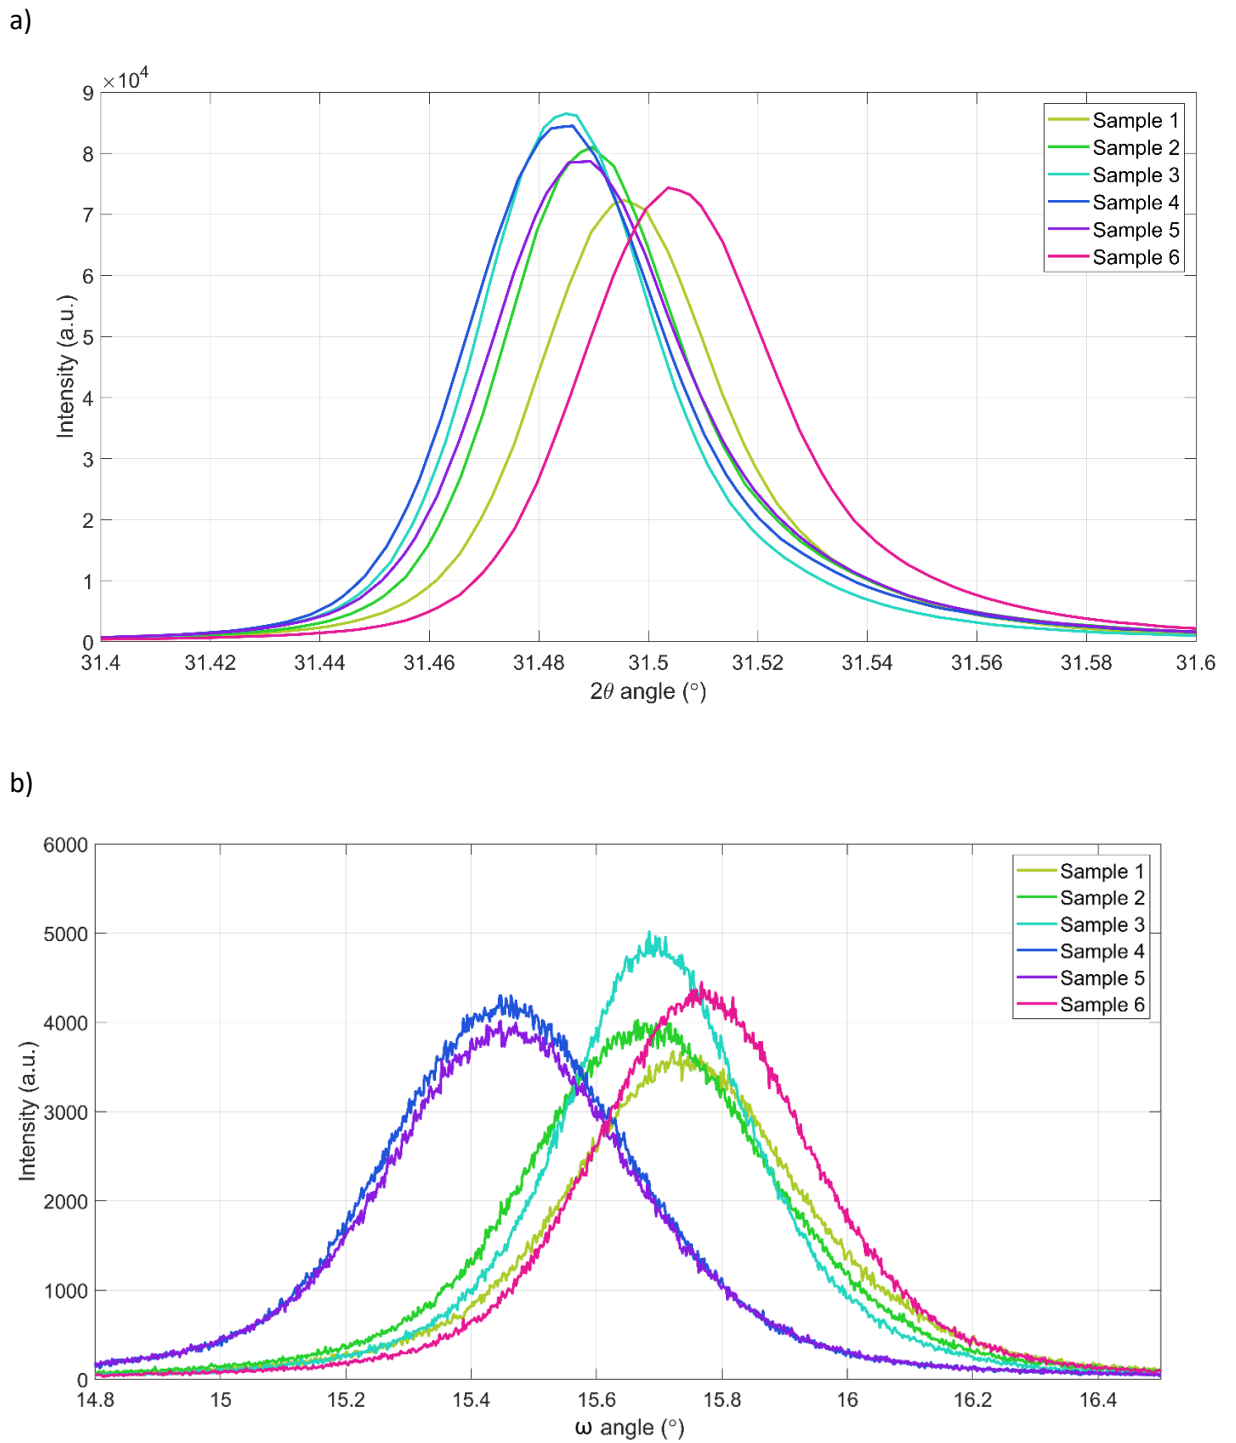 a)
×10⁴
9
8
7
6
5
4
3
2
1
0
Intensity (a.u.)
Sample 1
Sample 2
Sample 3
Sample 4
Sample 5
Sample 6
31.4 31.42 31.44 31.46 31.48 31.5 31.52 31.54 31.56 31.58 31.6
2θ angle (°)
b)
6000
5000
4000
3000
2000
1000
0
Intensity (a.u.)
Sample 1
Sample 2
Sample 3
Sample 4
Sample 5
Sample 6
14.8 15 15.2 15.4 15.6 15.8 16 16.2 16.4
ω angle (°)